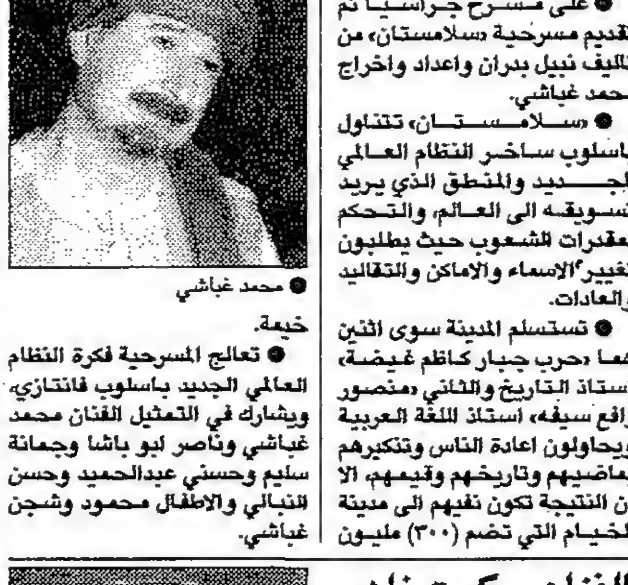 ● على مسرح جراسيا تم
تقديم مسرحية «سلامستان» من
تاليف نبيل بدران واعداد واخراج
محمد غباشي.
● «سلامستان» تتناول
باسلوب ساخر النظام العالمي
الجديد والمنطق الذي يريد
تسويقه الى العالم، والتحكم
بمقدرات الشعوب حيث يطلبون
تغيير الاسماء والاماكن والتقاليد
والعادات.
● تستسلم المدينة سوى اثنين
هما «حرب جبار كاظم غيضه»
استاذ التاريخ والثاني «منصور
رافع سيفه» استاذ اللغة العربية
ويحاولون اعادة الناس وتذكيرهم
بماضيهم وتاريخهم وقيمهم، الا
ان النتيجة تكون نفيهم الى مدينة
الخيام التي تضم (٣٠٠) مليون
● محمد غباشي
خيمة.
● تعالج المسرحية فكرة النظام
العالمي الجديد باسلوب فانتازي،
ويشارك في التمثيل الفنان محمد
غباشي وناصر ابو باشا وجمانة
سليم وحسني عبدالحميد وحسن
النبالي والاطفال محمود وشجن
غباشي.